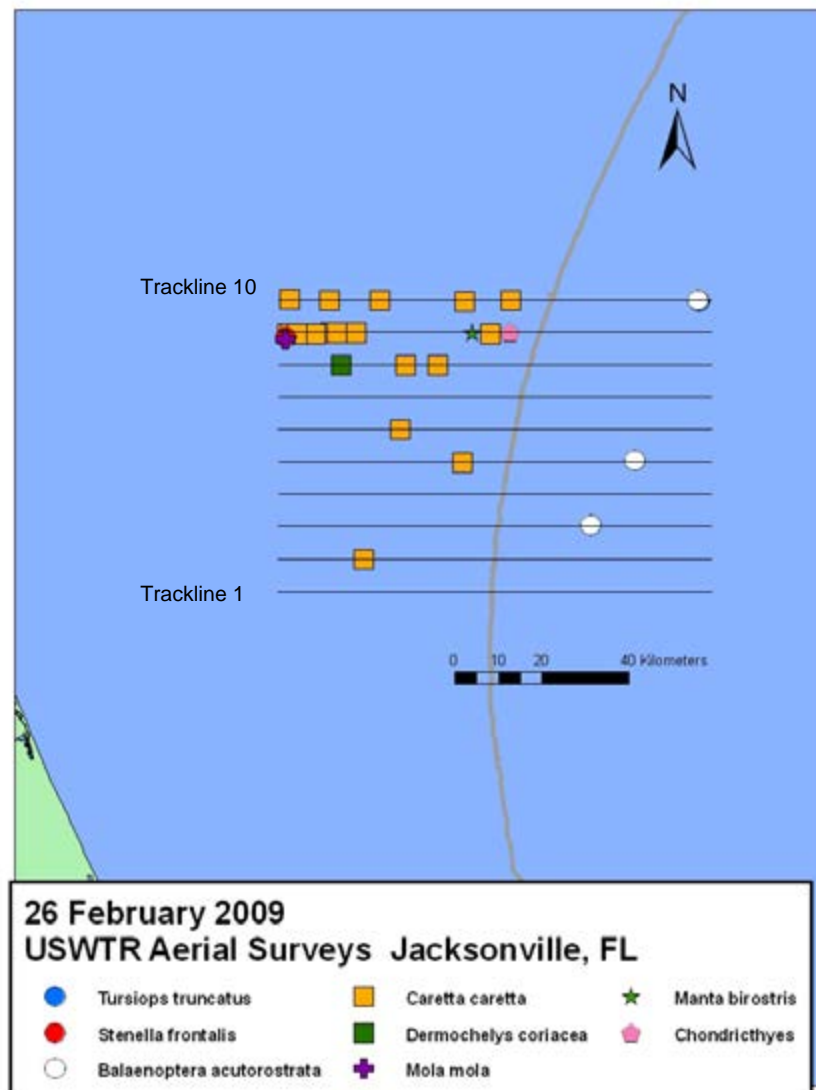 N
Trackline 10
Trackline 1
0 10 20 40 Kilometers
26 February 2009
USWTR Aerial Surveys Jacksonville, FL
Tursiops truncatus Caretta caretta Manta birostris
Stenella frontalis Dermochelys coriacea Chondricthyes
Balaenoptera acutorostrata Mola mola